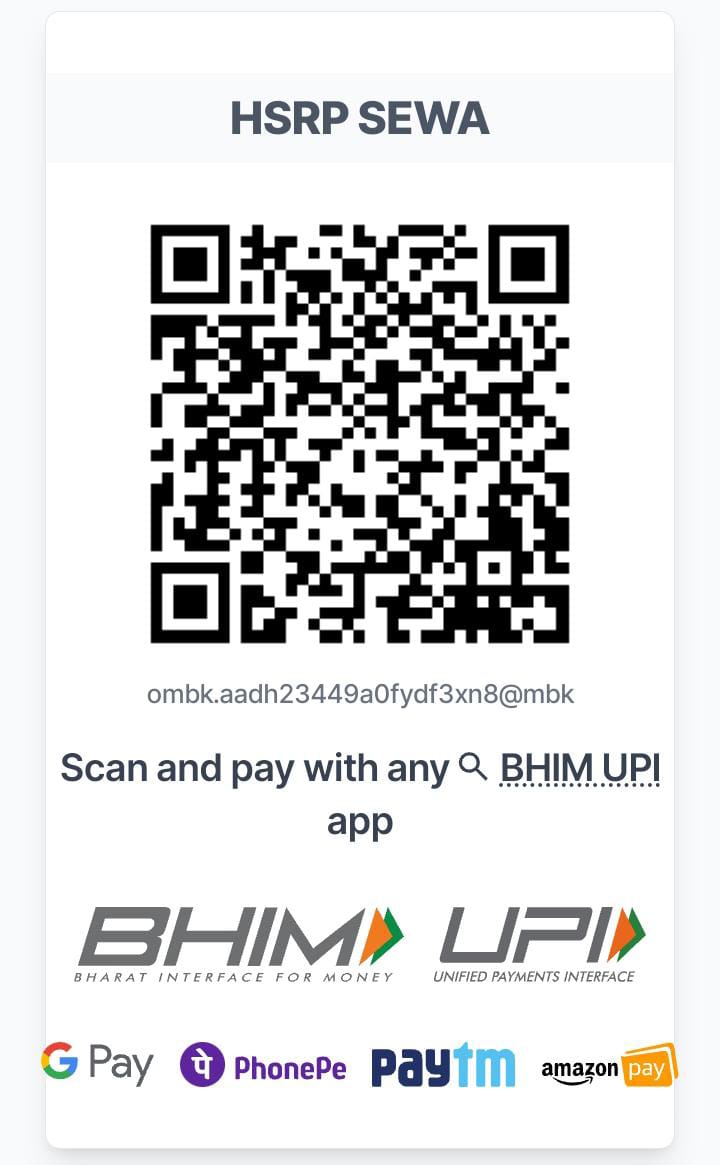 HSRP SEWA
ombk.aadh23449a0fydf3xn8@mbk
Scan and pay with any BHIM UPI
app
BHIM UPI
BHARAT INTERFACE FOR MONEY UNIFIED PAYMENTS INTERFACE
G Pay पे PhonePe paytm amazon pay